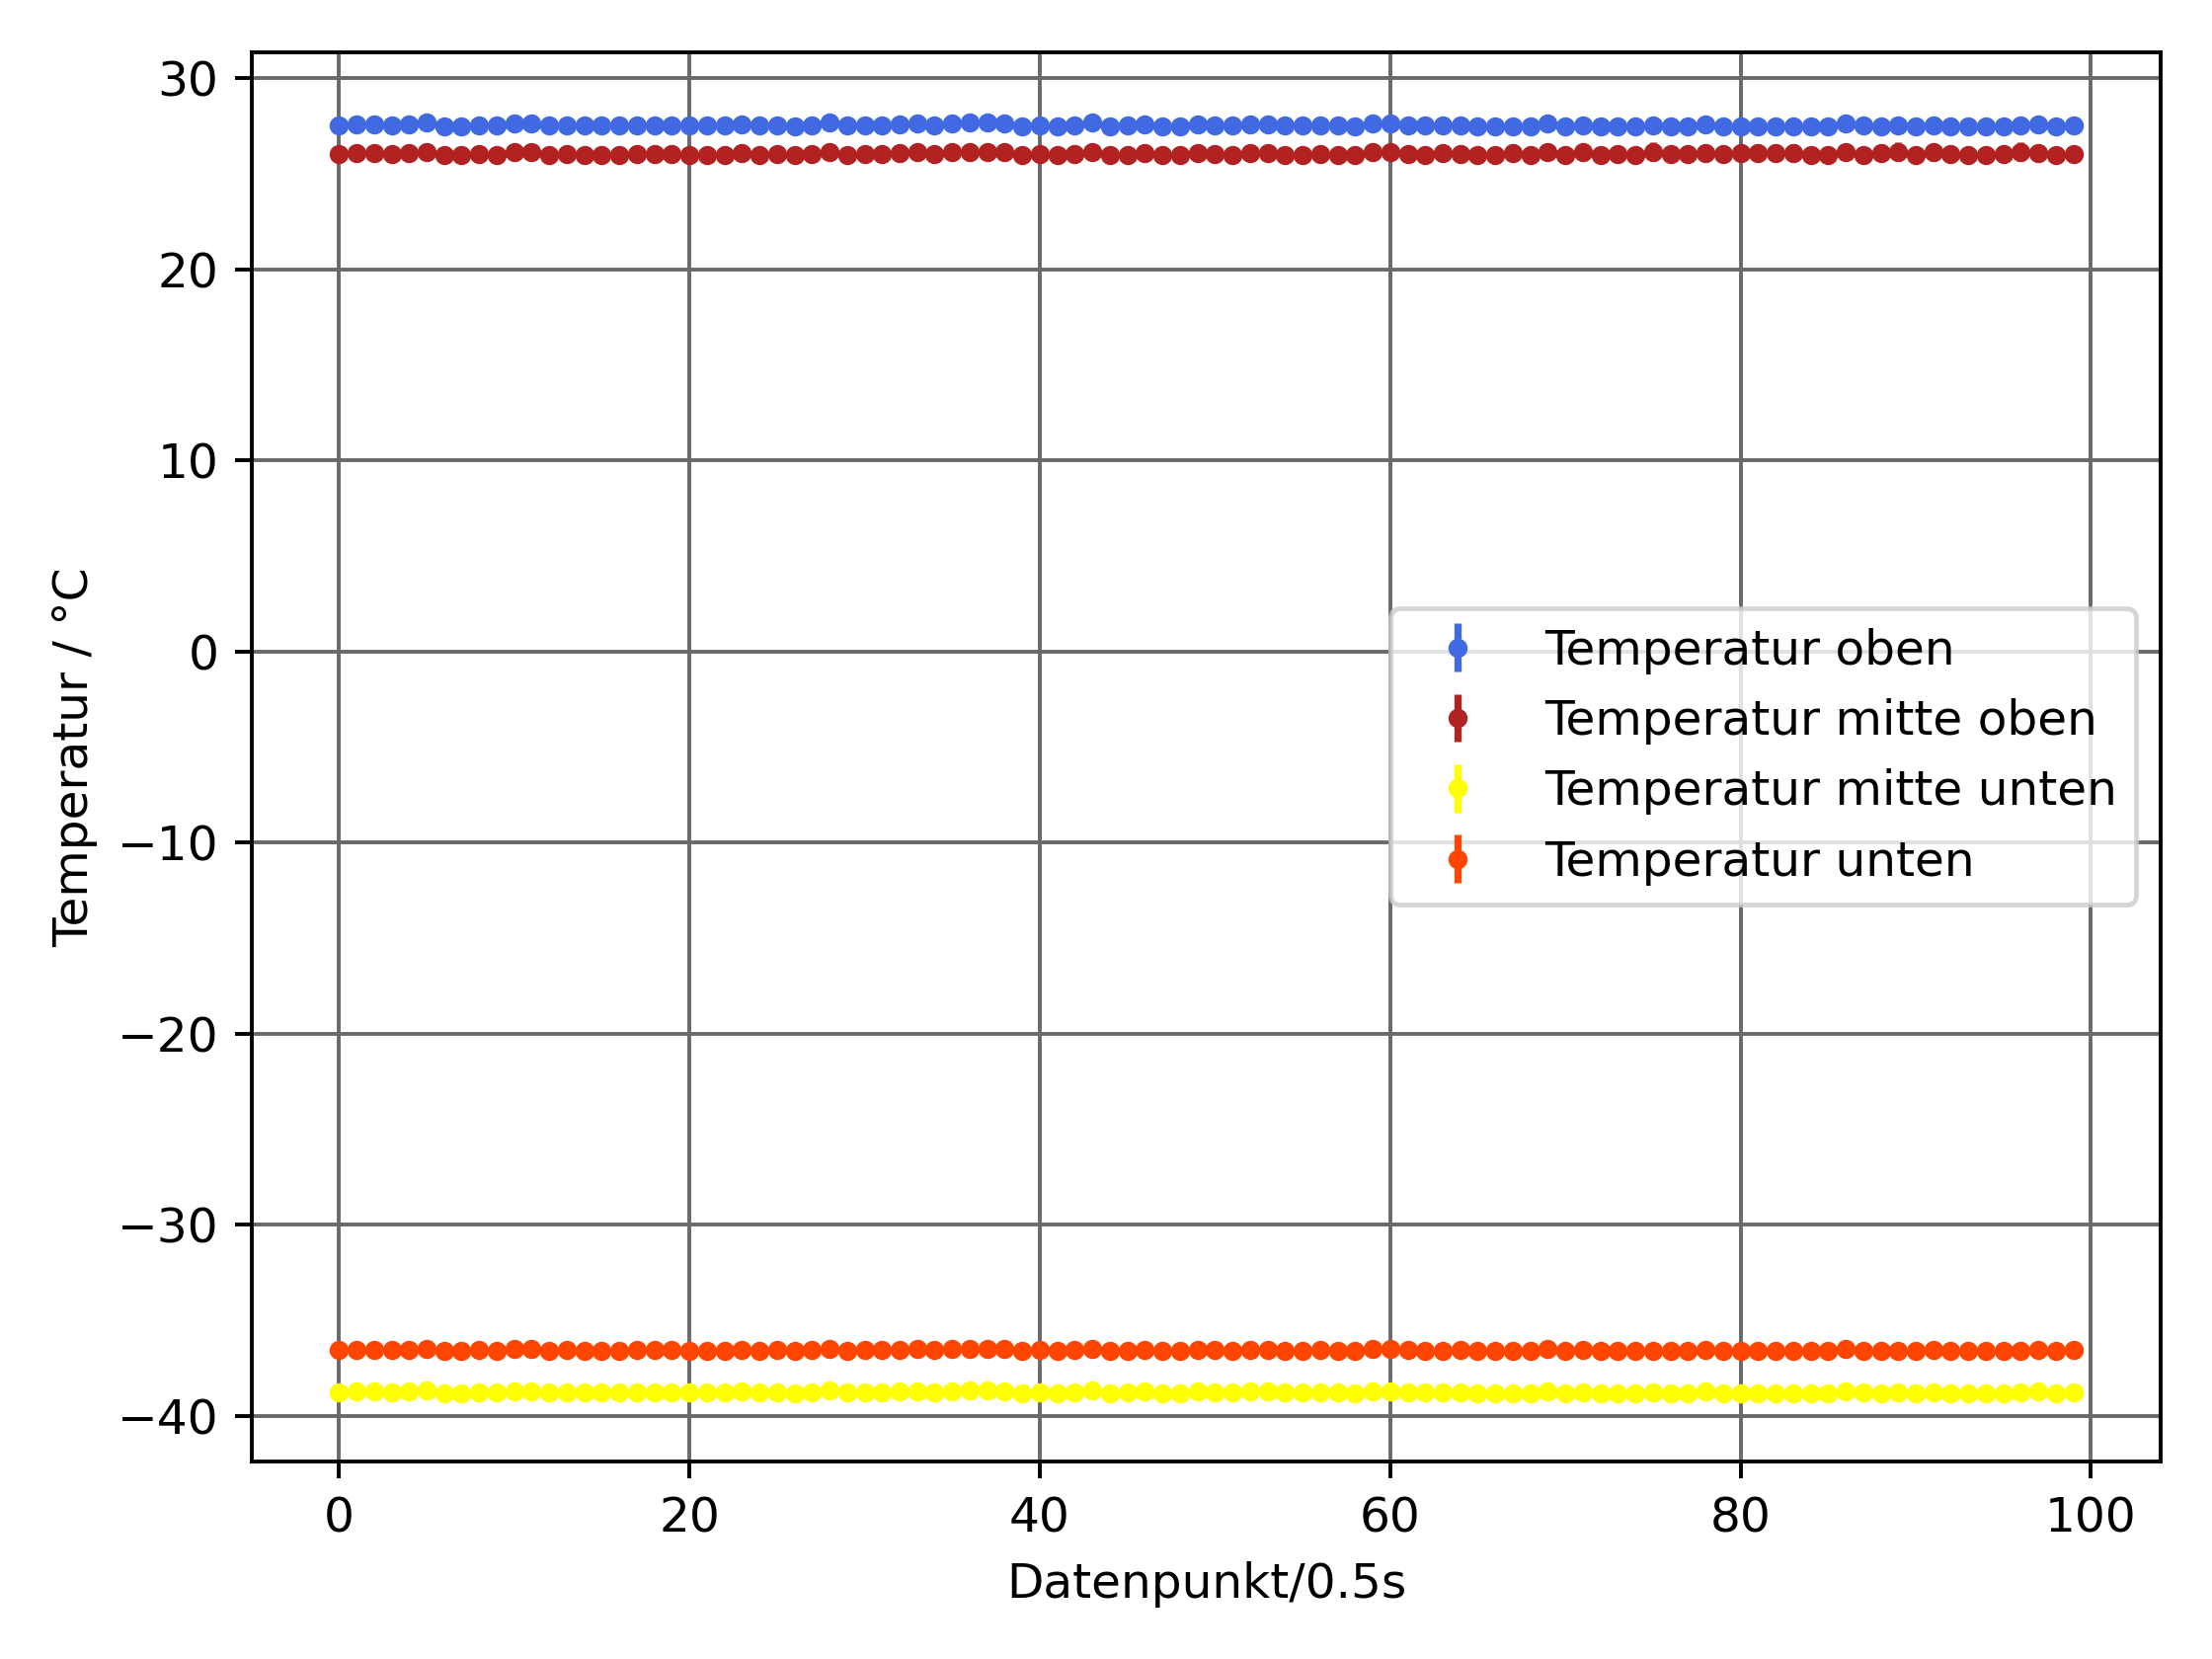 30
20
10
0
−10
−20
−30
−40
Temperatur / °C
Temperatur oben
Temperatur mitte oben
Temperatur mitte unten
Temperatur unten
0 20 40 60 80 100
Datenpunkt/0.5s